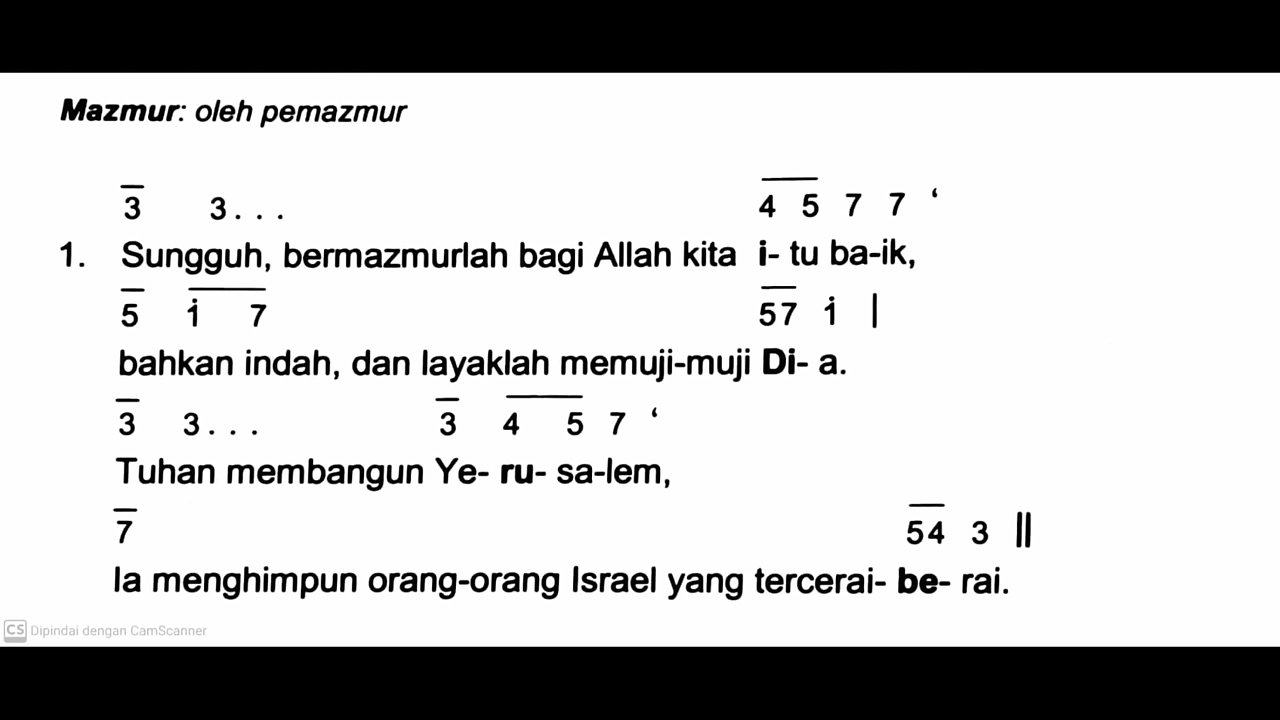 Mazmur: oleh pemazmur
3 3... 4 5 7 7 ‘
1. Sungguh, bermazmurlah bagi Allah kita i- tu ba-ik,
5 i 7 57 i |
bahkan indah, dan layaklah memuji-muji Di- a.
3 3... 3 4 5 7 ‘
Tuhan membangun Ye- ru- sa-lem,
7 54 3 ||
Ia menghimpun orang-orang Israel yang tercerai- be- rai.
CS Dipindai dengan CamScanner